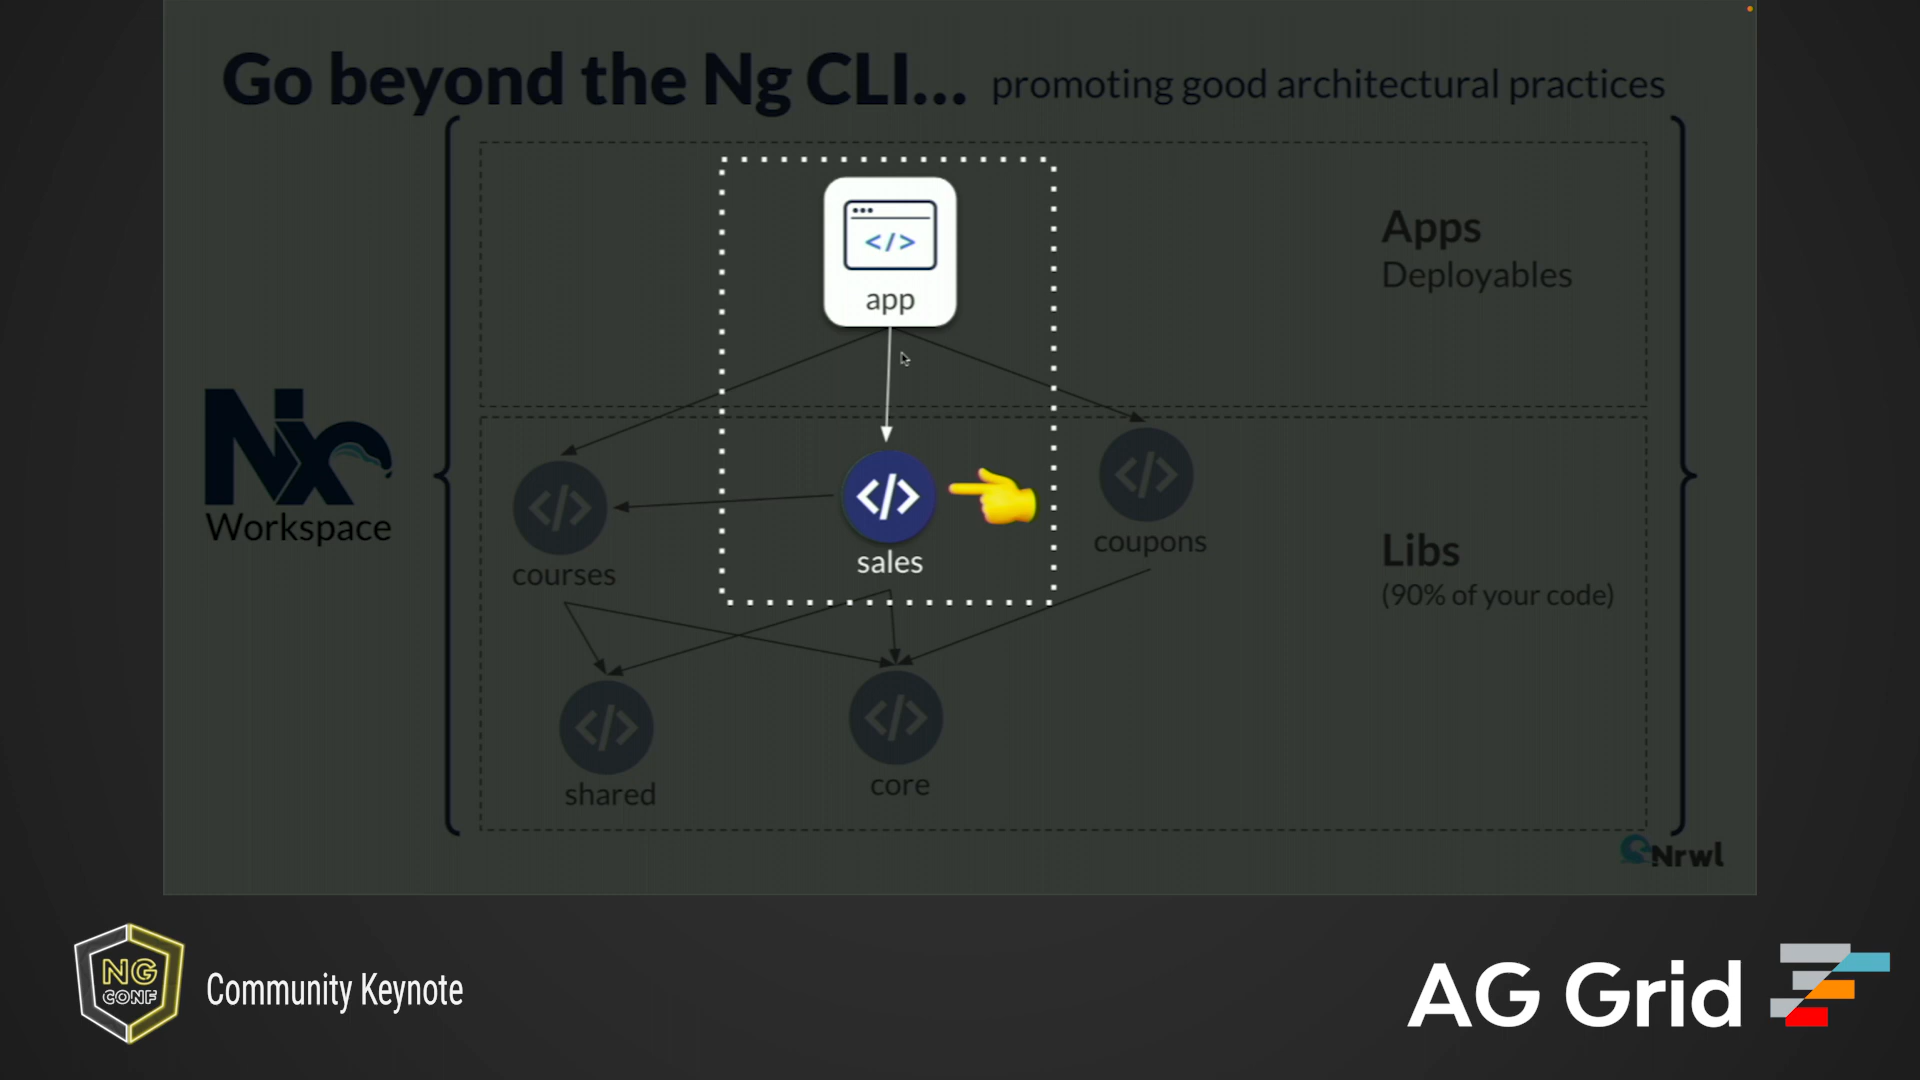 Go beyond the Ng CLI... promoting good architectural practices
</>
app
Apps
Deployables
Nx
Workspace
</>
courses
</>
sales
</>
coupons
Libs
(90% of your code)
</>
shared
</>
core
Nrwl
NG
CONF
Community Keynote
AG Grid